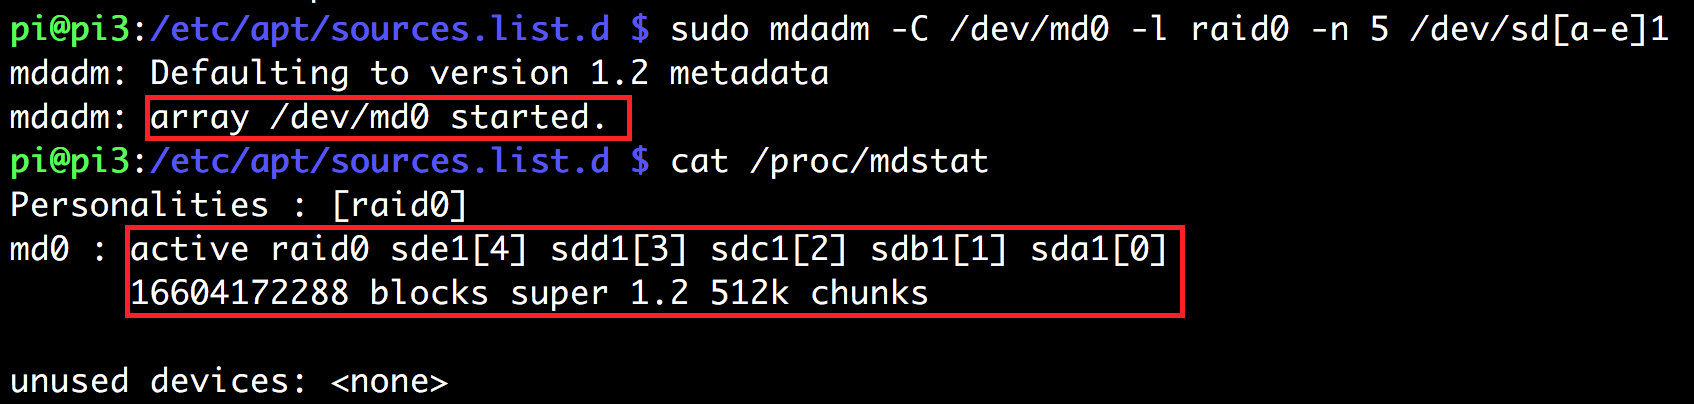 pi@pi3:/etc/apt/sources.list.d $ sudo mdadm -C /dev/md0 -l raid0 -n 5 /dev/sd[a-e]1
mdadm: Defaulting to version 1.2 metadata
mdadm: array /dev/md0 started.
pi@pi3:/etc/apt/sources.list.d $ cat /proc/mdstat
Personalities : [raid0]
md0 : active raid0 sde1[4] sdd1[3] sdc1[2] sdb1[1] sda1[0]
16604172288 blocks super 1.2 512k chunks
unused devices: <none>